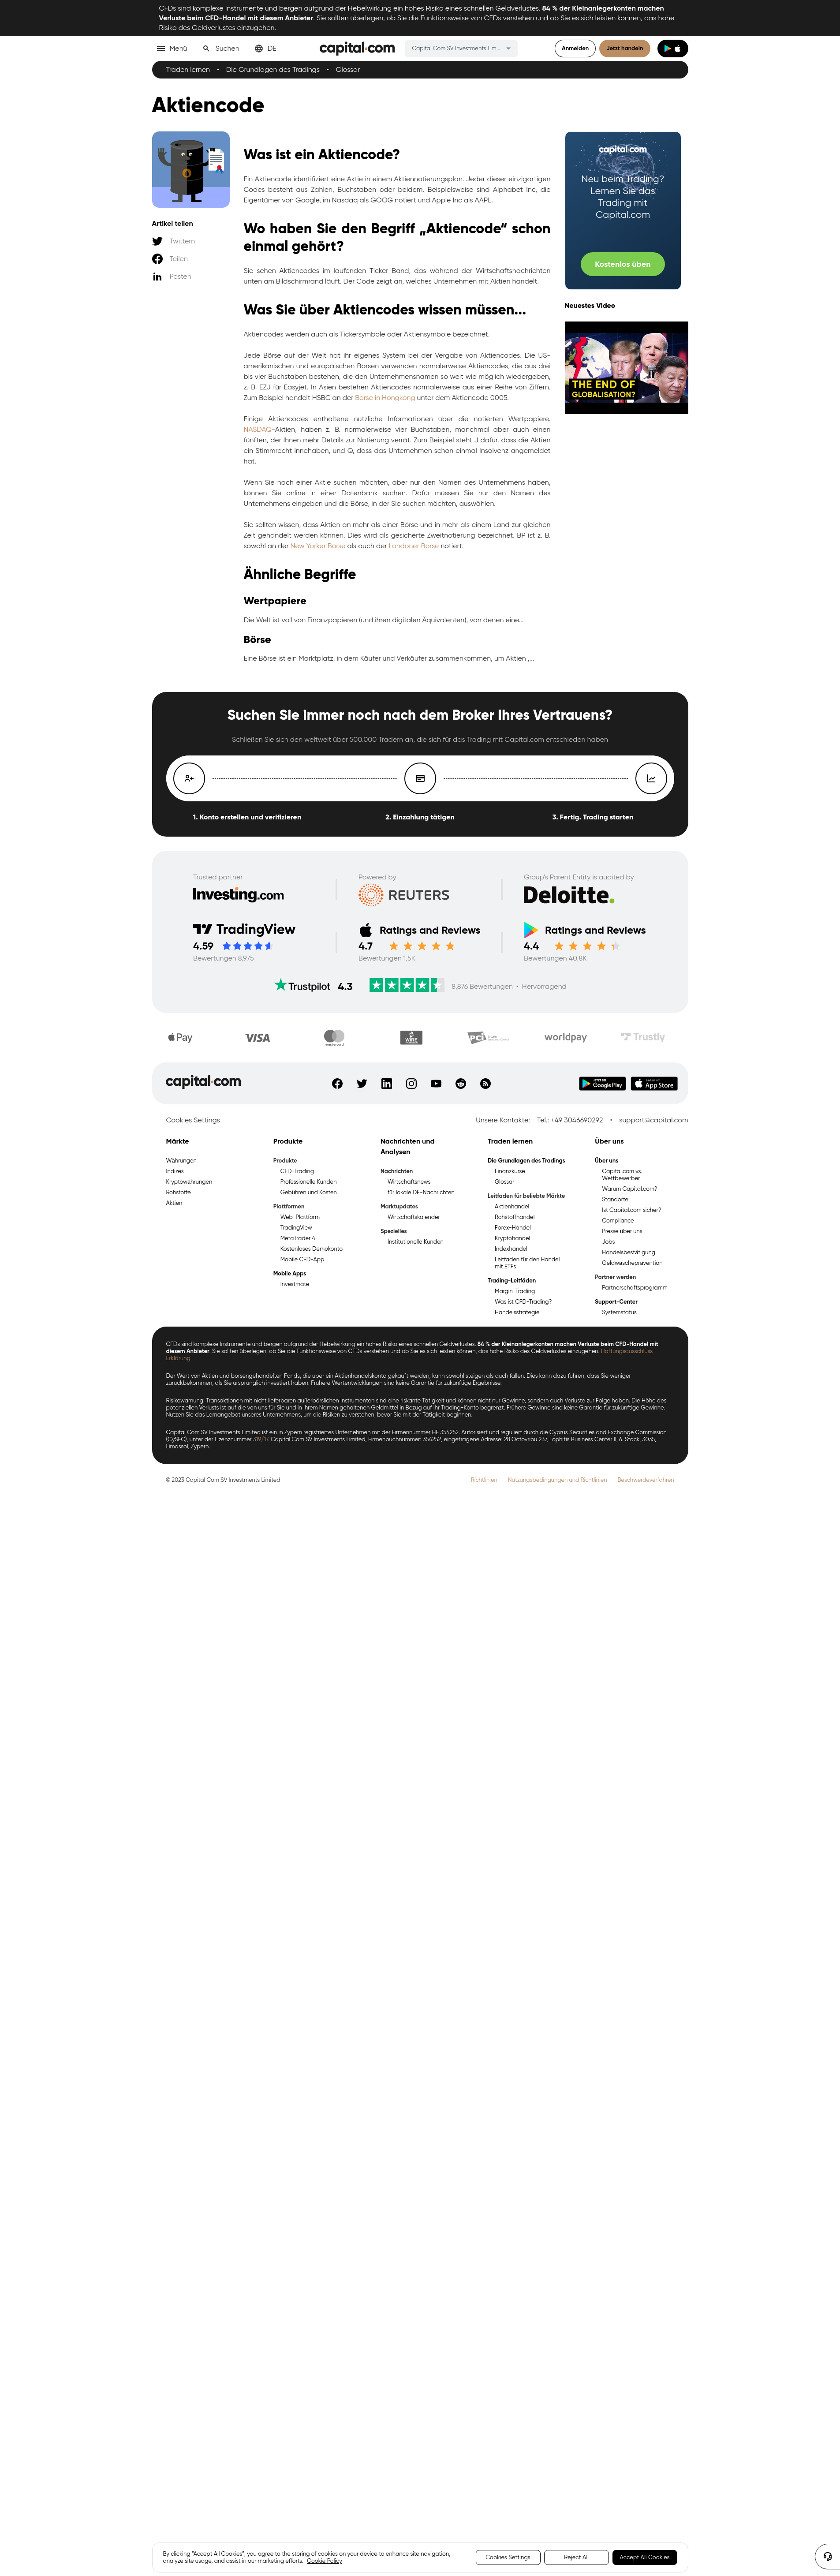 CFDs sind komplexe Instrumente und bergen aufgrund der Hebelwirkung ein hohes Risiko eines schnellen Geldverlustes. 84 % der Kleinanlegerkonten machen
Verluste beim CFD-Handel mit diesem Anbieter. Sie sollten überlegen, ob Sie die Funktionsweise von CFDs verstehen und ob Sie es sich leisten können, das hohe
Risiko des Geldverlustes einzugehen.
Menü Suchen DE capital.com Capital Com SV Investments Lim... Anmelden Jetzt handeln
Traden lernen • Die Grundlagen des Tradings • Glossar
Aktiencode
Artikel teilen
Twittern
Teilen
Posten
Was ist ein Aktiencode?
Ein Aktiencode identifiziert eine Aktie in einem Aktiennotierungsplan. Jeder dieser einzigartigen
Codes besteht aus Zahlen, Buchstaben oder beidem. Beispielsweise sind Alphabet Inc, die
Eigentümer von Google, im Nasdaq als GOOG notiert und Apple Inc als AAPL.
Wo haben Sie den Begriff „Aktiencode“ schon
einmal gehört?
Sie sehen Aktiencodes im laufenden Ticker-Band, das während der Wirtschaftsnachrichten
unten am Bildschirmrand läuft. Der Code zeigt an, welches Unternehmen mit Aktien handelt.
Was Sie über Aktiencodes wissen müssen...
Aktiencodes werden auch als Tickersymbole oder Aktiensymbole bezeichnet.
Jede Börse auf der Welt hat ihr eigenes System bei der Vergabe von Aktiencodes. Die US-
amerikanischen und europäischen Börsen verwenden normalerweise Aktiencodes, die aus drei
bis vier Buchstaben bestehen, die den Unternehmensnamen so weit wie möglich wiedergeben,
z. B. EZJ für Easyjet. In Asien bestehen Aktiencodes normalerweise aus einer Reihe von Ziffern.
Zum Beispiel handelt HSBC an der Börse in Hongkong unter dem Aktiencode 0005.
Einige Aktiencodes enthaltene nützliche Informationen über die notierten Wertpapiere.
NASDAQ-Aktien, haben z. B. normalerweise vier Buchstaben, manchmal aber auch einen
fünften, der Ihnen mehr Details zur Notierung verrät. Zum Beispiel steht J dafür, dass die Aktien
ein Stimmrecht innehaben, und Q, dass das Unternehmen schon einmal Insolvenz angemeldet
hat.
Wenn Sie nach einer Aktie suchen möchten, aber nur den Namen des Unternehmens haben,
können Sie online in einer Datenbank suchen. Dafür müssen Sie nur den Namen des
Unternehmens eingeben und die Börse, in der Sie suchen möchten, auswählen.
Sie sollten wissen, dass Aktien an mehr als einer Börse und in mehr als einem Land zur gleichen
Zeit gehandelt werden können. Dies wird als gesicherte Zweitnotierung bezeichnet. BP ist z. B.
sowohl an der New Yorker Börse als auch der Londoner Börse notiert.
Ähnliche Begriffe
Wertpapiere
Die Welt ist voll von Finanzpapieren (und ihren digitalen Äquivalenten), von denen eine...
Börse
Eine Börse ist ein Marktplatz, in dem Käufer und Verkäufer zusammenkommen, um Aktien ,...
capital.com
Neu beim Trading?
Lernen Sie das
Trading mit
Capital.com
Kostenlos üben
Neuestes Video
THE END OF
GLOBALISATION?
Suchen Sie immer noch nach dem Broker Ihres Vertrauens?
Schließen Sie sich den weltweit über 500.000 Tradern an, die sich für das Trading mit Capital.com entschieden haben
1. Konto erstellen und verifizieren 2. Einzahlung tätigen 3. Fertig. Trading starten
Trusted partner Powered by Group's Parent Entity is audited by
Investing.com REUTERS Deloitte.
TradingView Ratings and Reviews Ratings and Reviews
4.59 4.7 4.4
Bewertungen 8,975 Bewertungen 1,5K Bewertungen 40,8K
Trustpilot 4.3 8,876 Bewertungen • Hervorragend
Pay VISA mastercard WIRE PCI worldpay Trustly
capital.com JETZT BEI Google Play Laden im App Store
Cookies Settings Unsere Kontakte: Tel.: +49 3046690292 • support@capital.com
Märkte
Währungen
Indizes
Kryptowährungen
Rohstoffe
Aktien
Produkte
Produkte
CFD-Trading
Professionelle Kunden
Gebühren und Kosten
Plattformen
Web-Plattform
TradingView
MetaTrader 4
Kostenloses Demokonto
Mobile CFD-App
Mobile Apps
Investmate
Nachrichten und
Analysen
Nachrichten
Wirtschaftsnews
für lokale DE-Nachrichten
Marktupdates
Wirtschaftskalender
Spezielles
Institutionelle Kunden
Traden lernen
Die Grundlagen des Tradings
Finanzkurse
Glossar
Leitfaden für beliebte Märkte
Aktienhandel
Rohstoffhandel
Forex-Handel
Kryptohandel
Indexhandel
Leitfaden für den Handel
mit ETFs
Trading-Leitfäden
Margin-Trading
Was ist CFD-Trading?
Handelsstrategie
Über uns
Über uns
Capital.com vs.
Wettbewerber
Warum Capital.com?
Standorte
Ist Capital.com sicher?
Compliance
Presse über uns
Jobs
Handelsbestätigung
Geldwäscheprävention
Partner werden
Partnerschaftsprogramm
Support-Center
Systemstatus
CFDs sind komplexe Instrumente und bergen aufgrund der Hebelwirkung ein hohes Risiko eines schnellen Geldverlustes. 84 % der Kleinanlegerkonten machen Verluste beim CFD-Handel mit
diesem Anbieter. Sie sollten überlegen, ob Sie die Funktionsweise von CFDs verstehen und ob Sie es sich leisten können, das hohe Risiko des Geldverlustes einzugehen. Haftungsausschluss-
Erklärung
Der Wert von Aktien und börsengehandelten Fonds, die über ein Aktienhandelskonto gekauft werden, kann sowohl steigen als auch fallen. Dies kann dazu führen, dass Sie weniger
zurückbekommen, als Sie ursprünglich investiert haben. Frühere Wertentwicklungen sind keine Garantie für zukünftige Ergebnisse.
Risikowarnung: Transaktionen mit nicht lieferbaren außerbörslichen Instrumenten sind eine riskante Tätigkeit und können nicht nur Gewinne, sondern auch Verluste zur Folge haben. Die Höhe des
potenziellen Verlusts ist auf die von uns für Sie und in Ihrem Namen gehaltenen Geldmittel in Bezug auf Ihr Trading-Konto begrenzt. Frühere Gewinne sind keine Garantie für zukünftige Gewinne.
Nutzen Sie das Lernangebot unseres Unternehmens, um die Risiken zu verstehen, bevor Sie mit der Tätigkeit beginnen.
Capital Com SV Investments Limited ist ein in Zypern registriertes Unternehmen mit der Firmennummer HE 354252. Autorisiert und reguliert durch die Cyprus Securities and Exchange Commission
(CySEC), unter der Lizenznummer 319/17. Capital Com SV Investments Limited, Firmenbuchnummer: 354252, eingetragene Adresse: 28 Octovriou 237, Lophitis Business Center II, 6. Stock, 3035,
Limassol, Zypern.
© 2023 Capital Com SV Investments Limited Richtlinien Nutzungsbedingungen und Richtlinien Beschwerdeverfahren
By clicking “Accept All Cookies”, you agree to the storing of cookies on your device to enhance site navigation,
analyze site usage, and assist in our marketing efforts. Cookie Policy
Cookies Settings Reject All Accept All Cookies